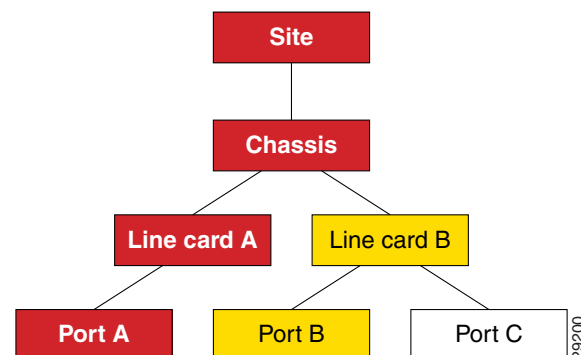 Site
Chassis
Line card A
Line card B
Port A
Port B
Port C